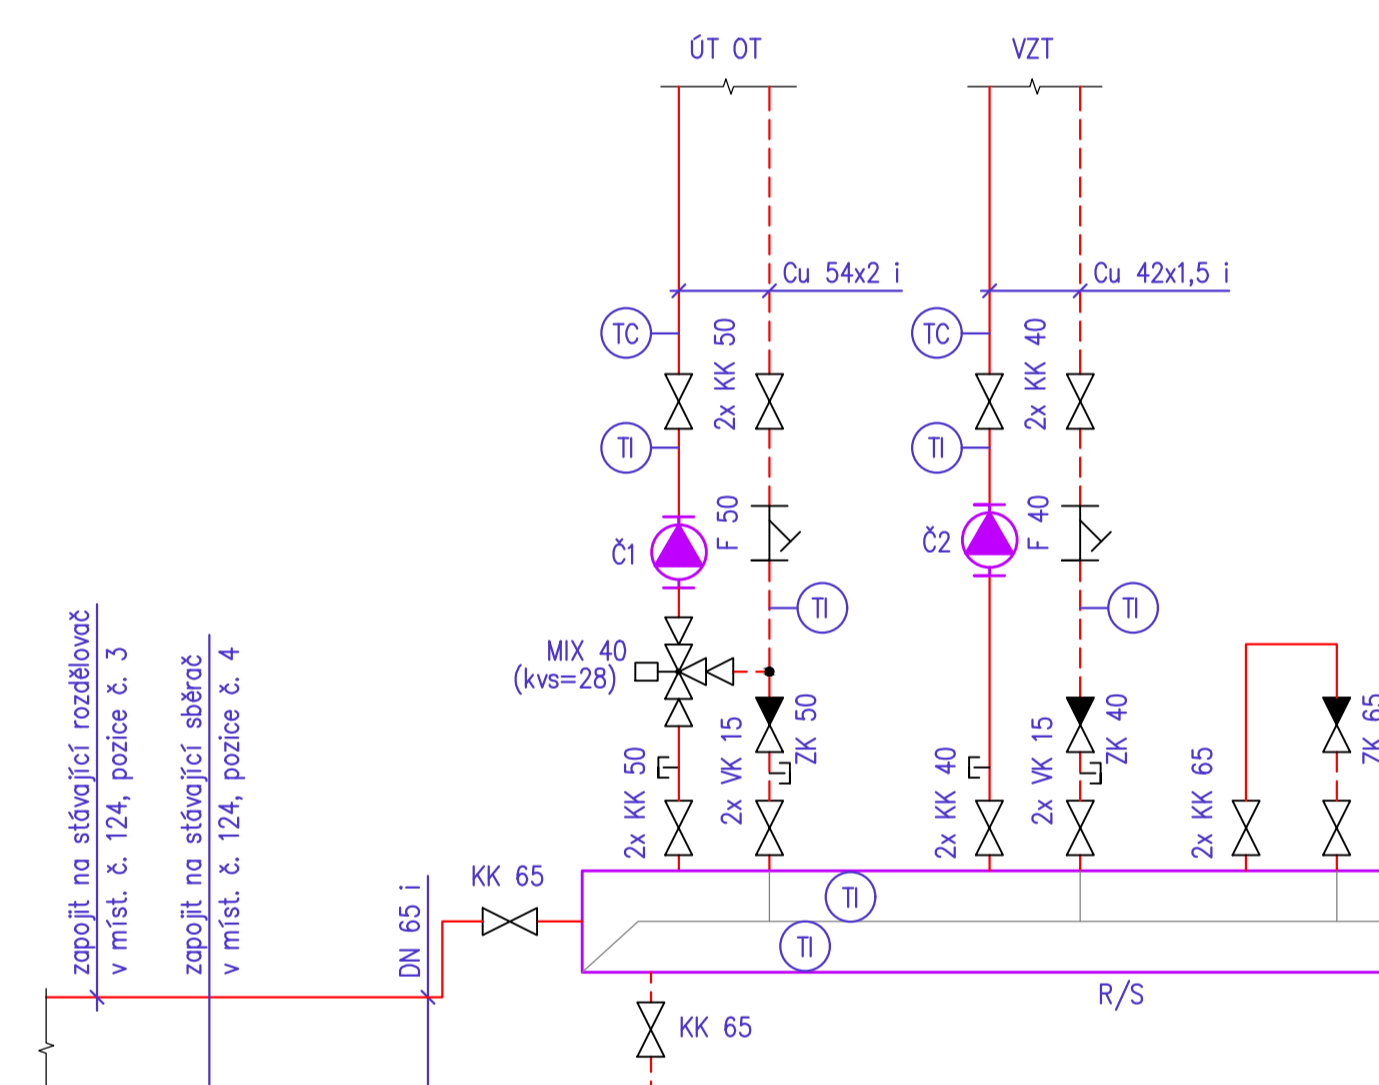 ÚT OT
VZT
Cu 54x2 i
Cu 42x1,5 i
TC
2x KK 50
TC
2x KK 40
TI
TI
Č1
F 50
Č2
F 40
TI
TI
MIX 40
(kvs=28)
2x KK 50
2x VK 15
ZK 50
2x KK 40
2x VK 15
ZK 40
2x KK 65
ZK 65
zapojit na stávající rozdělovač
v míst. č. 124, pozice č. 3
zapojit na stávající sběrač
v míst. č. 124, pozice č. 4
DN 65 i
KK 65
TI
TI
R/S
KK 65